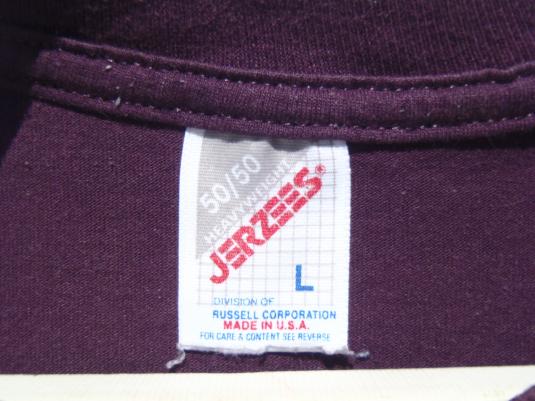 50/50
HEAVYWEIGHT
JERZEES®
L
DIVISION OF
RUSSELL CORPORATION
MADE IN U.S.A.
FOR CARE & CONTENT SEE REVERSE